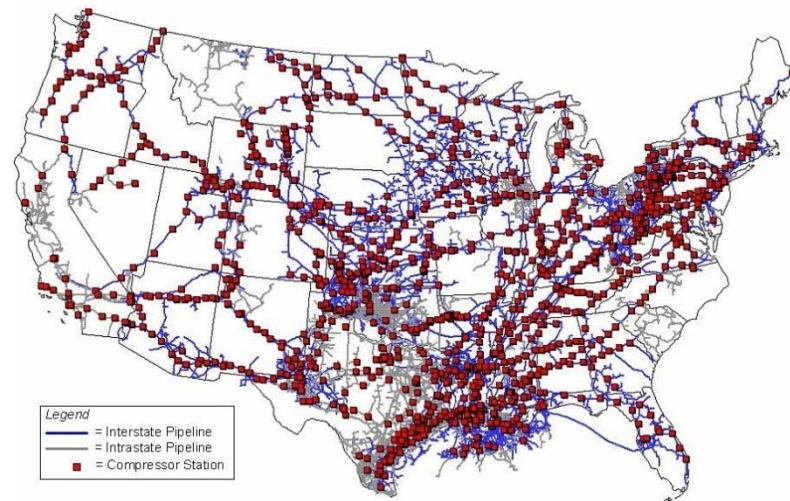 Legend
= Interstate Pipeline
= Intrastate Pipeline
= Compressor Station